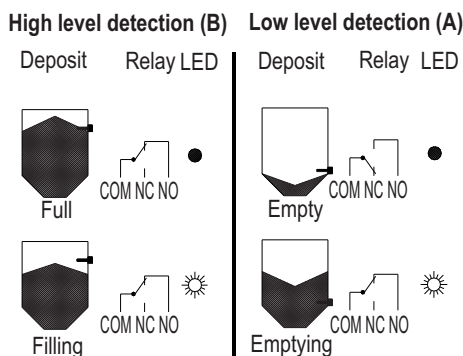 High level detection (B)
Deposit Relay LED
COM NC NO
Full
COM NC NO
Filling
Low level detection (A)
Deposit Relay LED
COM NC NO
Empty
COM NC NO
Emptying